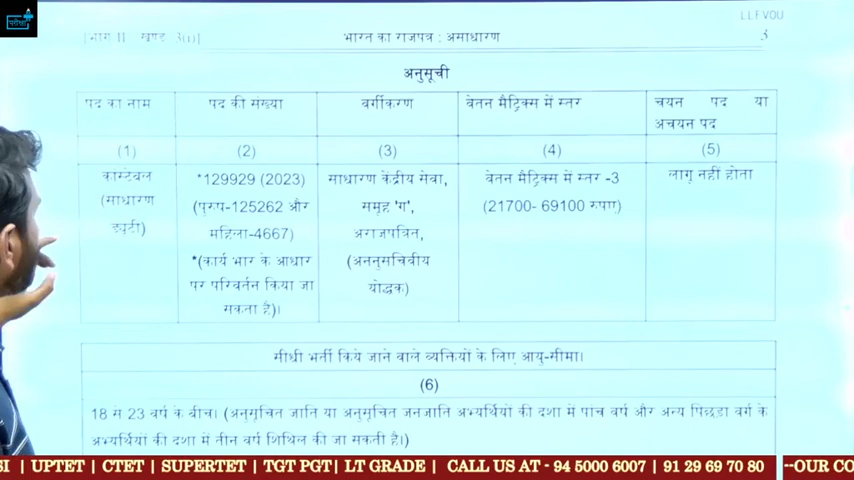 परीक्षा
LLFVOU
[भाग II खण्ड 3(i)] भारत का राजपत्र : असाधारण 3
अनुसूची
पद का नाम पद की संख्या वर्गीकरण वेतन मैट्रिक्स में स्तर चयन पद या
अचयन पद
(1) (2) (3) (4) (5)
कांस्टेबल *129929 (2023) साधारण केंद्रीय सेवा, वेतन मैट्रिक्स में स्तर -3 लागू नहीं होता
(साधारण (पुरुष-125262 और समूह 'ग', (21700- 69100 रुपए)
ड्यूटी) महिला-4667) अराजपत्रित,
*(कार्य भार के आधार (अननुसचिवीय
पर परिवर्तन किया जा योद्धक)
सकता है)।
सीधी भर्ती किये जाने वाले व्यक्तियों के लिए आयु-सीमा।
(6)
18 से 23 वर्ष के बीच। (अनुसूचित जाति या अनुसूचित जनजाति अभ्यर्थियों की दशा में पांच वर्ष और अन्य पिछड़ा वर्ग के
अभ्यर्थियों की दशा में तीन वर्ष शिथिल की जा सकती है।)
SI | UPTET | CTET | SUPERTET | TGT PGT| LT GRADE | CALL US AT - 94 5000 6007 | 91 29 69 70 80 --OUR CO